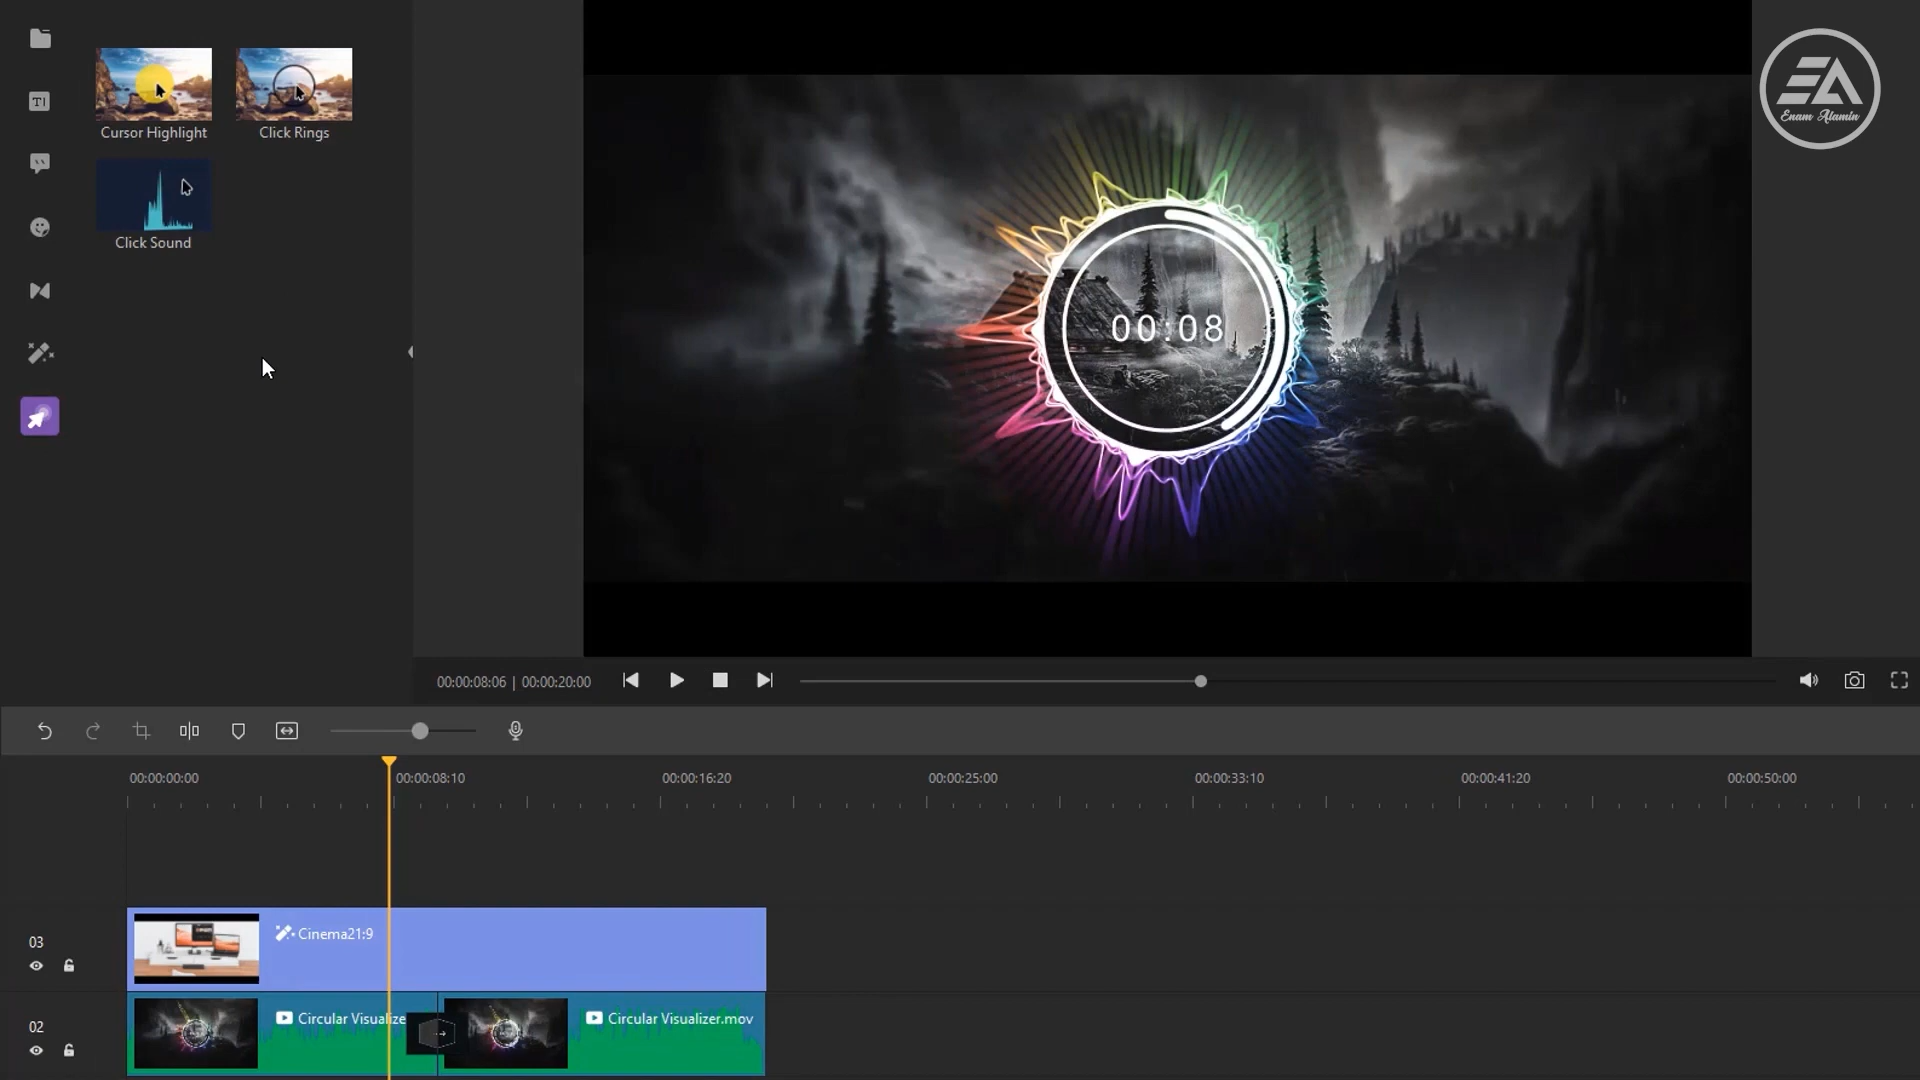 TI
Cursor Highlight
Click Rings
Click Sound
EA
Enam Alamin
00:08
00:00:08:06 | 00:00:20:00
00:00:00:00
00:00:08:10
00:00:16:20
00:00:25:00
00:00:33:10
00:00:41:20
00:00:50:00
03
Cinema21:9
02
Circular Visualize
Circular Visualizer.mov